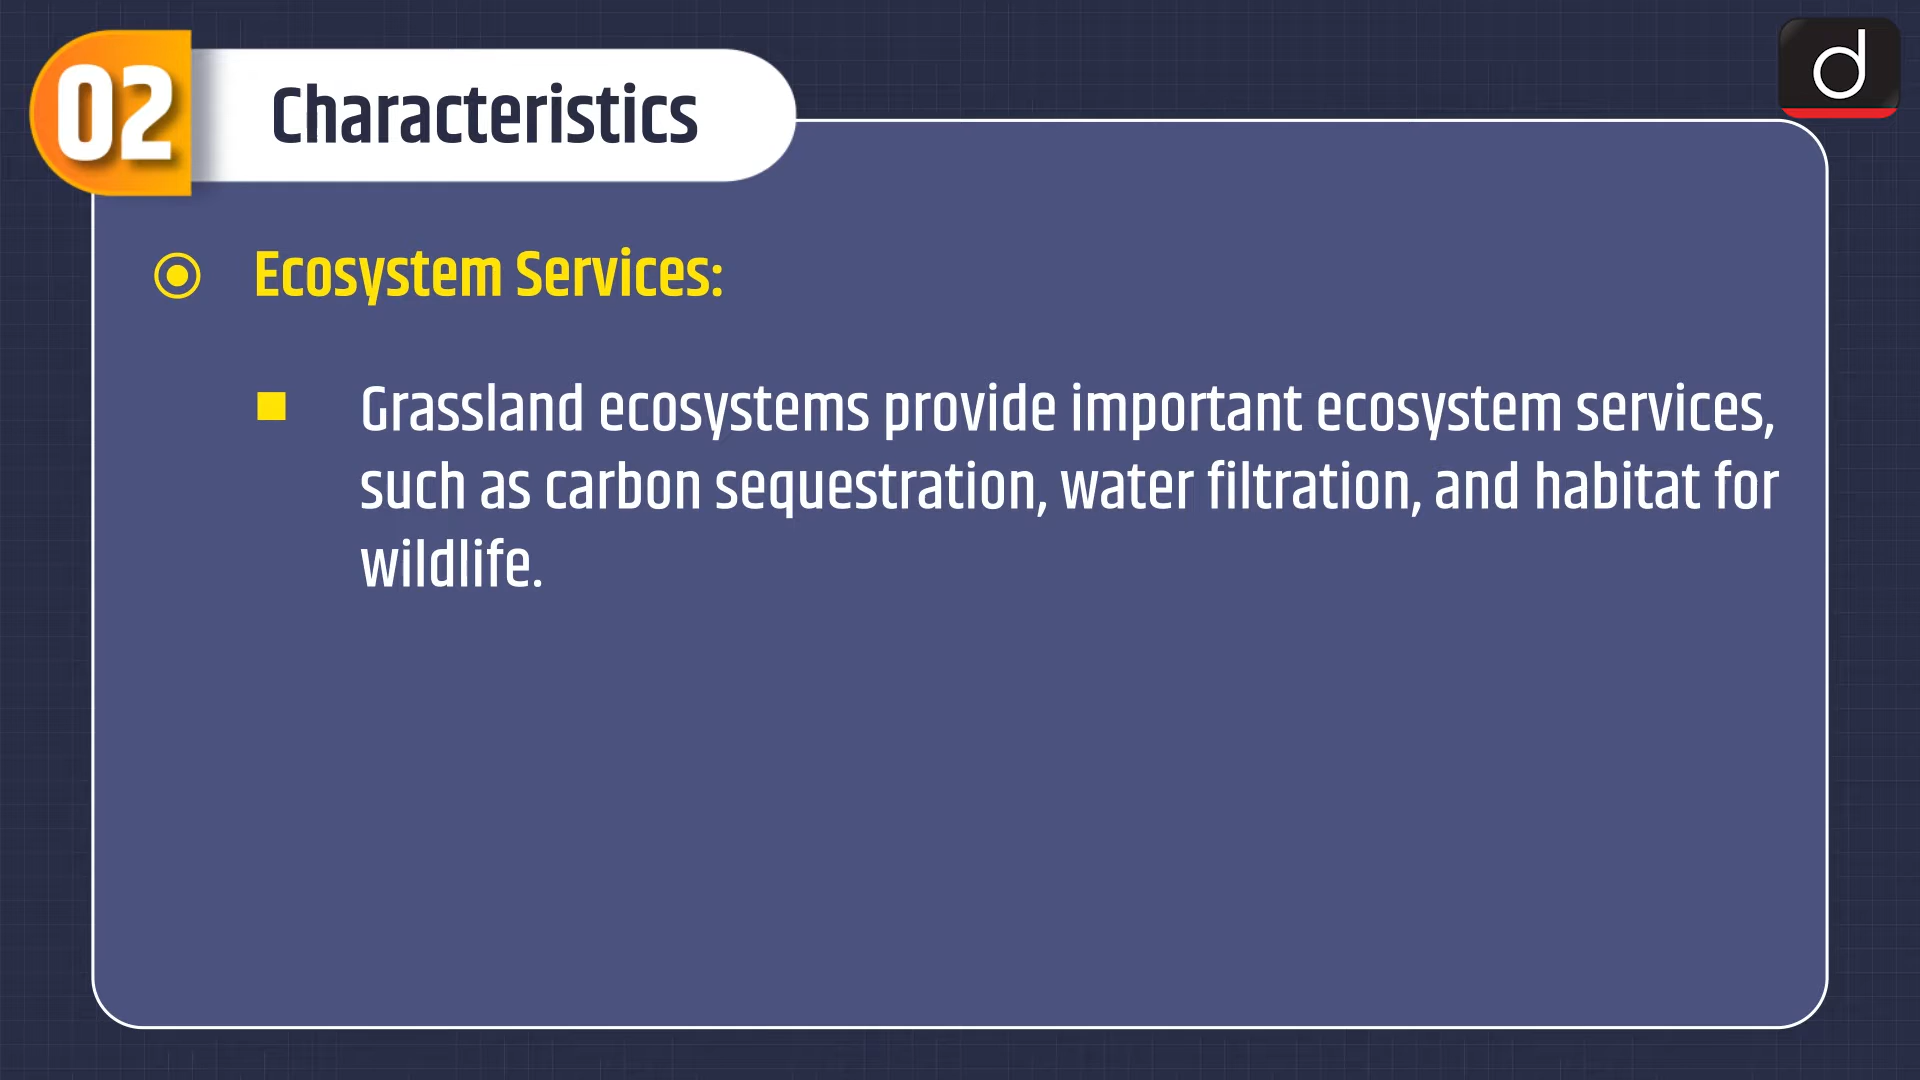 02
Characteristics
d
Ecosystem Services:
Grassland ecosystems provide important ecosystem services,
such as carbon sequestration, water filtration, and habitat for
wildlife.